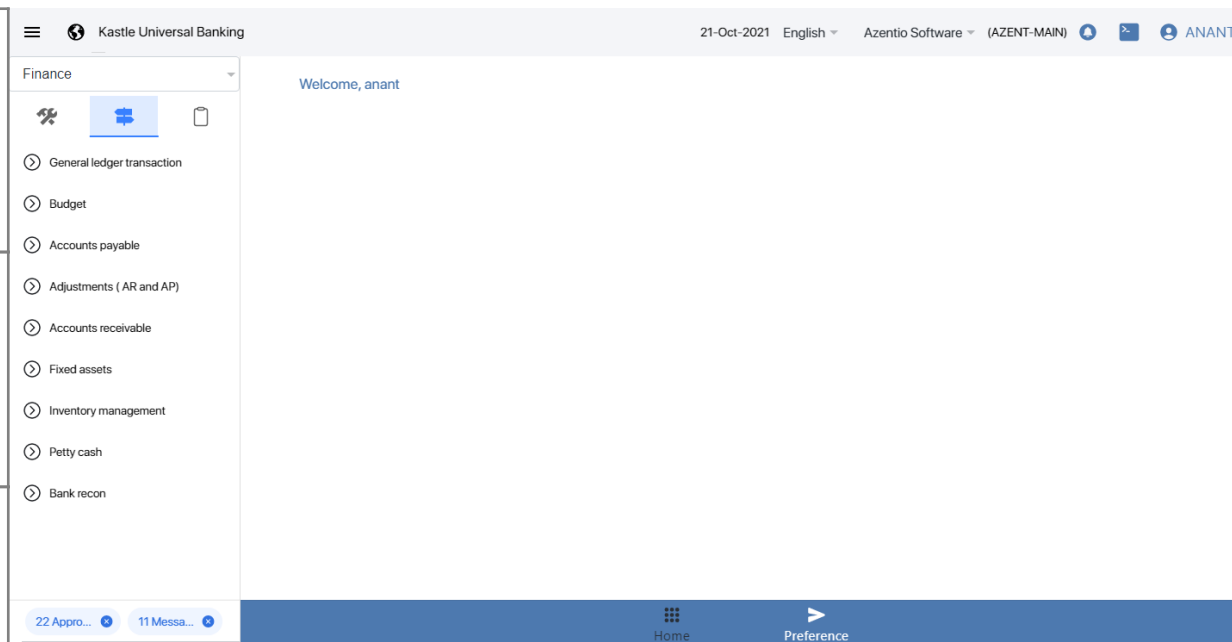 Kastle Universal Banking
21-Oct-2021 English Azentio Software (AZENT-MAIN) ANANT
Finance
Welcome, anant
General ledger transaction
Budget
Accounts payable
Adjustments ( AR and AP)
Accounts receivable
Fixed assets
Inventory management
Petty cash
Bank recon
22 Appro... 11 Messa...
Home Preference